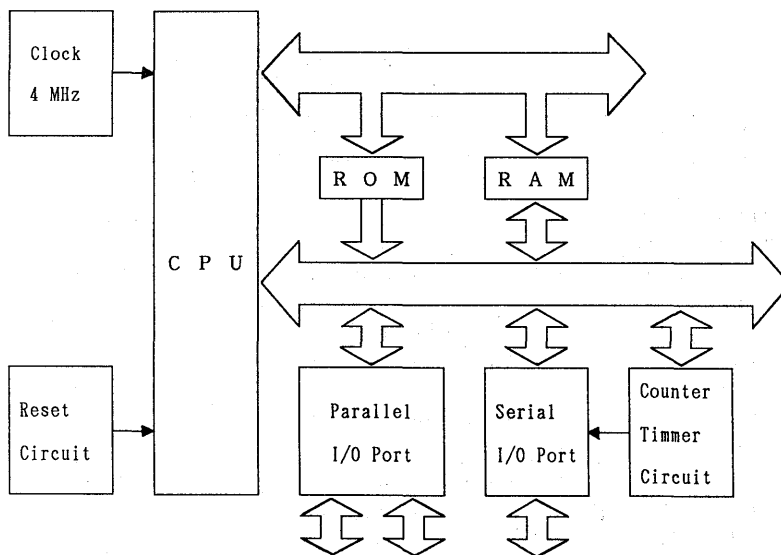 Clock
4 MHz
R O M
R A M
C P U
Reset
Circuit
Parallel
I/O Port
Serial
I/O Port
Counter
Timmer
Circuit